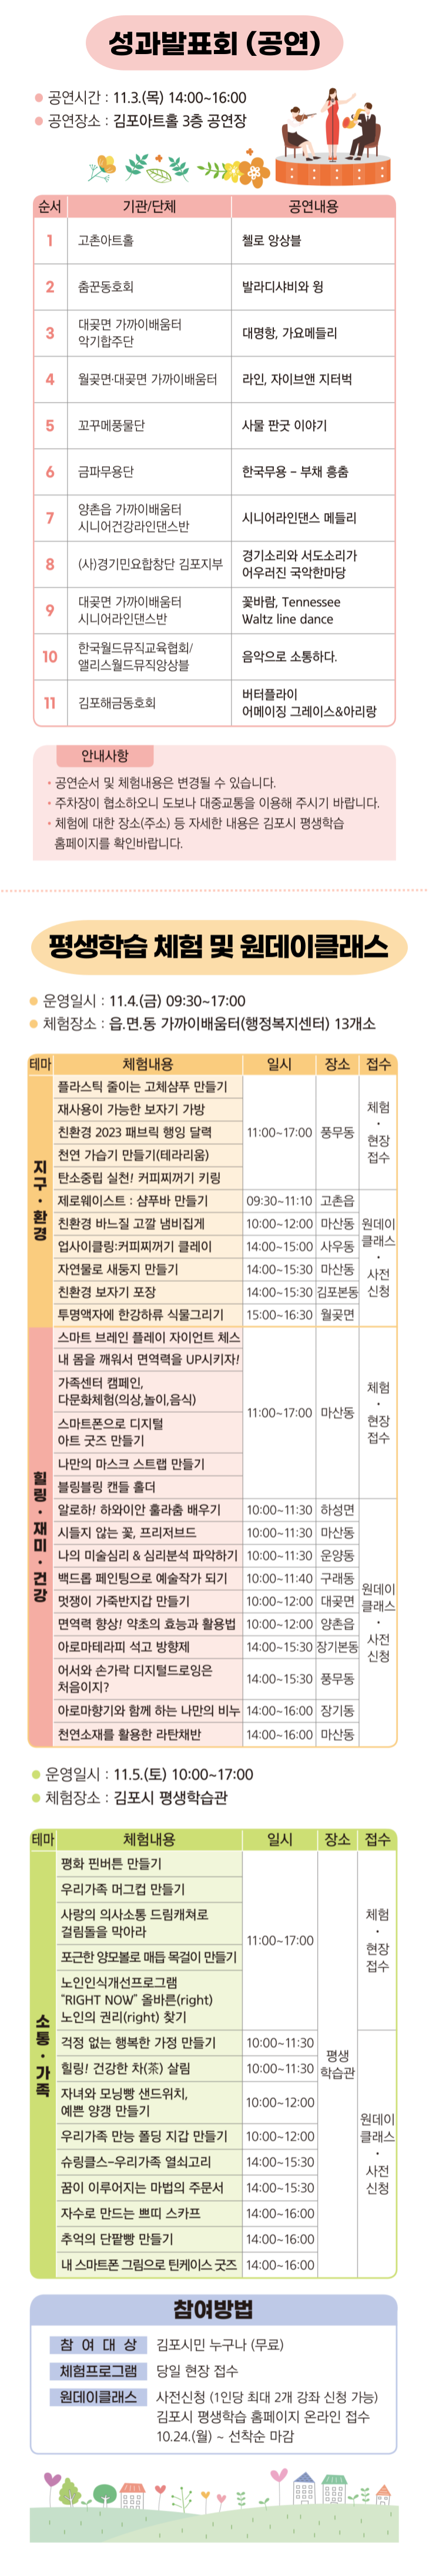 성과발표회 (공연)
공연시간 : 11.3.(목) 14:00~16:00
공연장소 : 김포아트홀 3층 공연장
순서 기관/단체 공연내용
1 고촌아트홀 첼로 앙상블
2 춤꾼동호회 발라디샤비와 윙
3 대곶면 가까이배움터 악기합주단 대명항, 가요메들리
4 월곶면·대곶면 가까이배움터 라인, 자이브앤 지터벅
5 꼬꾸메풍물단 사물 판굿 이야기
6 금파무용단 한국무용 - 부채 흥춤
7 양촌읍 가까이배움터 시니어건강라인댄스반 시니어라인댄스 메들리
8 (사)경기민요합창단 김포지부 경기소리와 서도소리가 어우러진 국악한마당
9 대곶면 가까이배움터 시니어라인댄스반 꽃바람, Tennessee Waltz line dance
10 한국월드뮤직교육협회/ 앨리스월드뮤직앙상블 음악으로 소통하다.
11 김포해금동호회 버터플라이 어메이징 그레이스&아리랑
안내사항
• 공연순서 및 체험내용은 변경될 수 있습니다.
• 주차장이 협소하오니 도보나 대중교통을 이용해 주시기 바랍니다.
• 체험에 대한 장소(주소) 등 자세한 내용은 김포시 평생학습
홈페이지를 확인바랍니다.
평생학습 체험 및 원데이클래스
운영일시 : 11.4.(금) 09:30~17:00
체험장소 : 읍.면.동 가까이배움터(행정복지센터) 13개소
테마 체험내용 일시 장소 접수
지구·환경
플라스틱 줄이는 고체샴푸 만들기
재사용이 가능한 보자기 가방
친환경 2023 패브릭 행잉 달력
천연 가습기 만들기(테라리움)
탄소중립 실천! 커피찌꺼기 키링
11:00~17:00 풍무동 체험·현장 접수
제로웨이스트 : 샴푸바 만들기 09:30~11:10 고촌읍
친환경 바느질 고깔 냄비집게 10:00~12:00 마산동
업사이클링:커피찌꺼기 클레이 14:00~15:00 사우동
자연물로 새둥지 만들기 14:00~15:30 마산동
친환경 보자기 포장 14:00~15:30 김포본동
투명액자에 한강하류 식물그리기 15:00~16:30 월곶면
원데이 클래스·사전 신청
힐링·재미·건강
스마트 브레인 플레이 자이언트 체스
내 몸을 깨워서 면역력을 UP시키자!
가족센터 캠페인,
다문화체험(의상,놀이,음식)
스마트폰으로 디지털
아트 굿즈 만들기
나만의 마스크 스트랩 만들기
블링블링 캔들 홀더
11:00~17:00 마산동 체험·현장 접수
알로하! 하와이안 훌라춤 배우기 10:00~11:30 하성면
시들지 않는 꽃, 프리저브드 10:00~11:30 마산동
나의 미술심리 & 심리분석 파악하기 10:00~11:30 운양동
백드롭 페인팅으로 예술작가 되기 10:00~11:40 구래동
멋쟁이 가죽반지갑 만들기 10:00~12:00 대곶면
면역력 향상! 약초의 효능과 활용법 10:00~12:00 양촌읍
아로마테라피 석고 방향제 14:00~15:30 장기본동
어서와 손가락 디지털드로잉은 처음이지? 14:00~15:30 풍무동
아로마향기와 함께 하는 나만의 비누 14:00~16:00 장기동
천연소재를 활용한 라탄채반 14:00~16:00 마산동
원데이 클래스·사전 신청
운영일시 : 11.5.(토) 10:00~17:00
체험장소 : 김포시 평생학습관
테마 체험내용 일시 장소 접수
소통·가족
평화 핀버튼 만들기
우리가족 머그컵 만들기
사랑의 의사소통 드림캐쳐로
걸림돌을 막아라
포근한 양모볼로 매듭 목걸이 만들기
노인인식개선프로그램
"RIGHT NOW" 올바른(right)
노인의 권리(right) 찾기
11:00~17:00 체험·현장 접수
걱정 없는 행복한 가정 만들기 10:00~11:30
힐링! 건강한 차(茶) 살림 10:00~11:30
자녀와 모닝빵 샌드위치, 예쁜 양갱 만들기 10:00~12:00
우리가족 만능 폴딩 지갑 만들기 10:00~12:00
슈링클스-우리가족 열쇠고리 14:00~15:30
꿈이 이루어지는 마법의 주문서 14:00~15:30
자수로 만드는 쁘띠 스카프 14:00~16:00
추억의 단팥빵 만들기 14:00~16:00
내 스마트폰 그림으로 틴케이스 굿즈 14:00~16:00
평생 학습관
원데이 클래스·사전 신청
참여방법
참 여 대 상 김포시민 누구나 (무료)
체험프로그램 당일 현장 접수
원데이클래스 사전신청 (1인당 최대 2개 강좌 신청 가능)
김포시 평생학습 홈페이지 온라인 접수
10.24.(월) ~ 선착순 마감